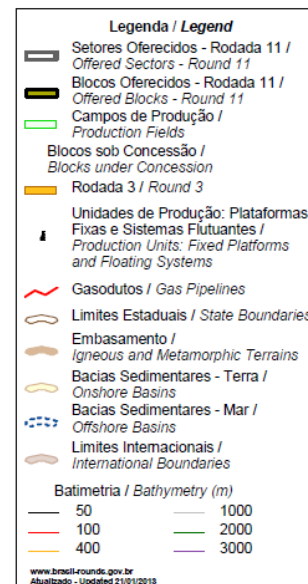 Legenda / Legend
Setores Oferecidos - Rodada 11 /
Offered Sectors - Round 11
Blocos Oferecidos - Rodada 11 /
Offered Blocks - Round 11
Campos de Produção /
Production Fields
Blocos sob Concessão /
Blocks under Concession
Rodada 3 / Round 3
Unidades de Produção: Plataformas
Fixas e Sistemas Flutuantes /
Production Units: Fixed Platforms
and Floating Systems
Gasodutos / Gas Pipelines
Limites Estaduais / State Boundaries
Embasamento /
Igneous and Metamorphic Terrains
Bacias Sedimentares - Terra /
Onshore Basins
Bacias Sedimentares - Mar /
Offshore Basins
Limites Internacionais /
International Boundaries
Batimetria / Bathymetry (m)
50 1000
100 2000
400 3000
www.brasil-rounds.gov.br
Atualizado - Updated 21/01/2013